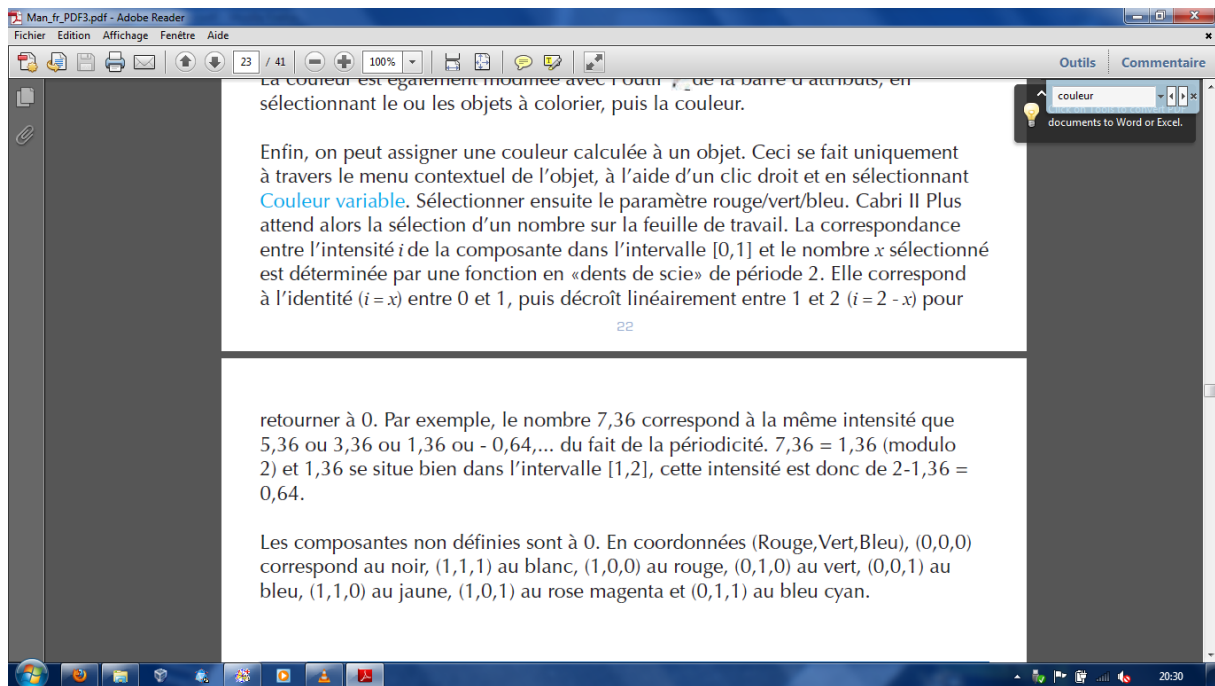 Man_fr_PDF3.pdf - Adobe Reader
Fichier Edition Affichage Fenêtre Aide
23 / 41 100% Outils Commentaire
couleur
documents to Word or Excel.
La couleur est également modifiée avec l'outil de la barre d'attributs, en
sélectionnant le ou les objets à colorier, puis la couleur.
Enfin, on peut assigner une couleur calculée à un objet. Ceci se fait uniquement
à travers le menu contextuel de l'objet, à l'aide d'un clic droit et en sélectionnant
Couleur variable. Sélectionner ensuite le paramètre rouge/vert/bleu. Cabri II Plus
attend alors la sélection d'un nombre sur la feuille de travail. La correspondance
entre l'intensité i de la composante dans l'intervalle [0,1] et le nombre x sélectionné
est déterminée par une fonction en «dents de scie» de période 2. Elle correspond
à l'identité (i = x) entre 0 et 1, puis décroît linéairement entre 1 et 2 (i = 2 - x) pour
22
retourner à 0. Par exemple, le nombre 7,36 correspond à la même intensité que
5,36 ou 3,36 ou 1,36 ou - 0,64,... du fait de la périodicité. 7,36 = 1,36 (modulo
2) et 1,36 se situe bien dans l'intervalle [1,2], cette intensité est donc de 2-1,36 =
0,64.
Les composantes non définies sont à 0. En coordonnées (Rouge,Vert,Bleu), (0,0,0)
correspond au noir, (1,1,1) au blanc, (1,0,0) au rouge, (0,1,0) au vert, (0,0,1) au
bleu, (1,1,0) au jaune, (1,0,1) au rose magenta et (0,1,1) au bleu cyan.
20:30